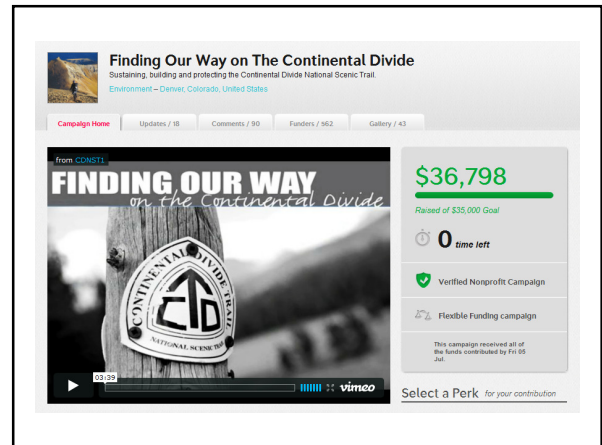 Finding Our Way on The Continental Divide
Sustaining, building and protecting the Continental Divide National Scenic Trail.
Environment – Denver, Colorado, United States
Campaign Home
Updates / 18
Comments / 90
Funders / 562
Gallery / 43
from CONST1
FINDING OUR WAY
on the Continental Divide
CONTINENTAL DIVIDE TRAIL
CDT
NATIONAL SCENIC TRAIL
03:39
vimeo
$36,798
Raised of $35,000 Goal
0 time left
Verified Nonprofit Campaign
Flexible Funding campaign
This campaign received all of
the funds contributed by Fri 05
Jul.
Select a Perk for your contribution